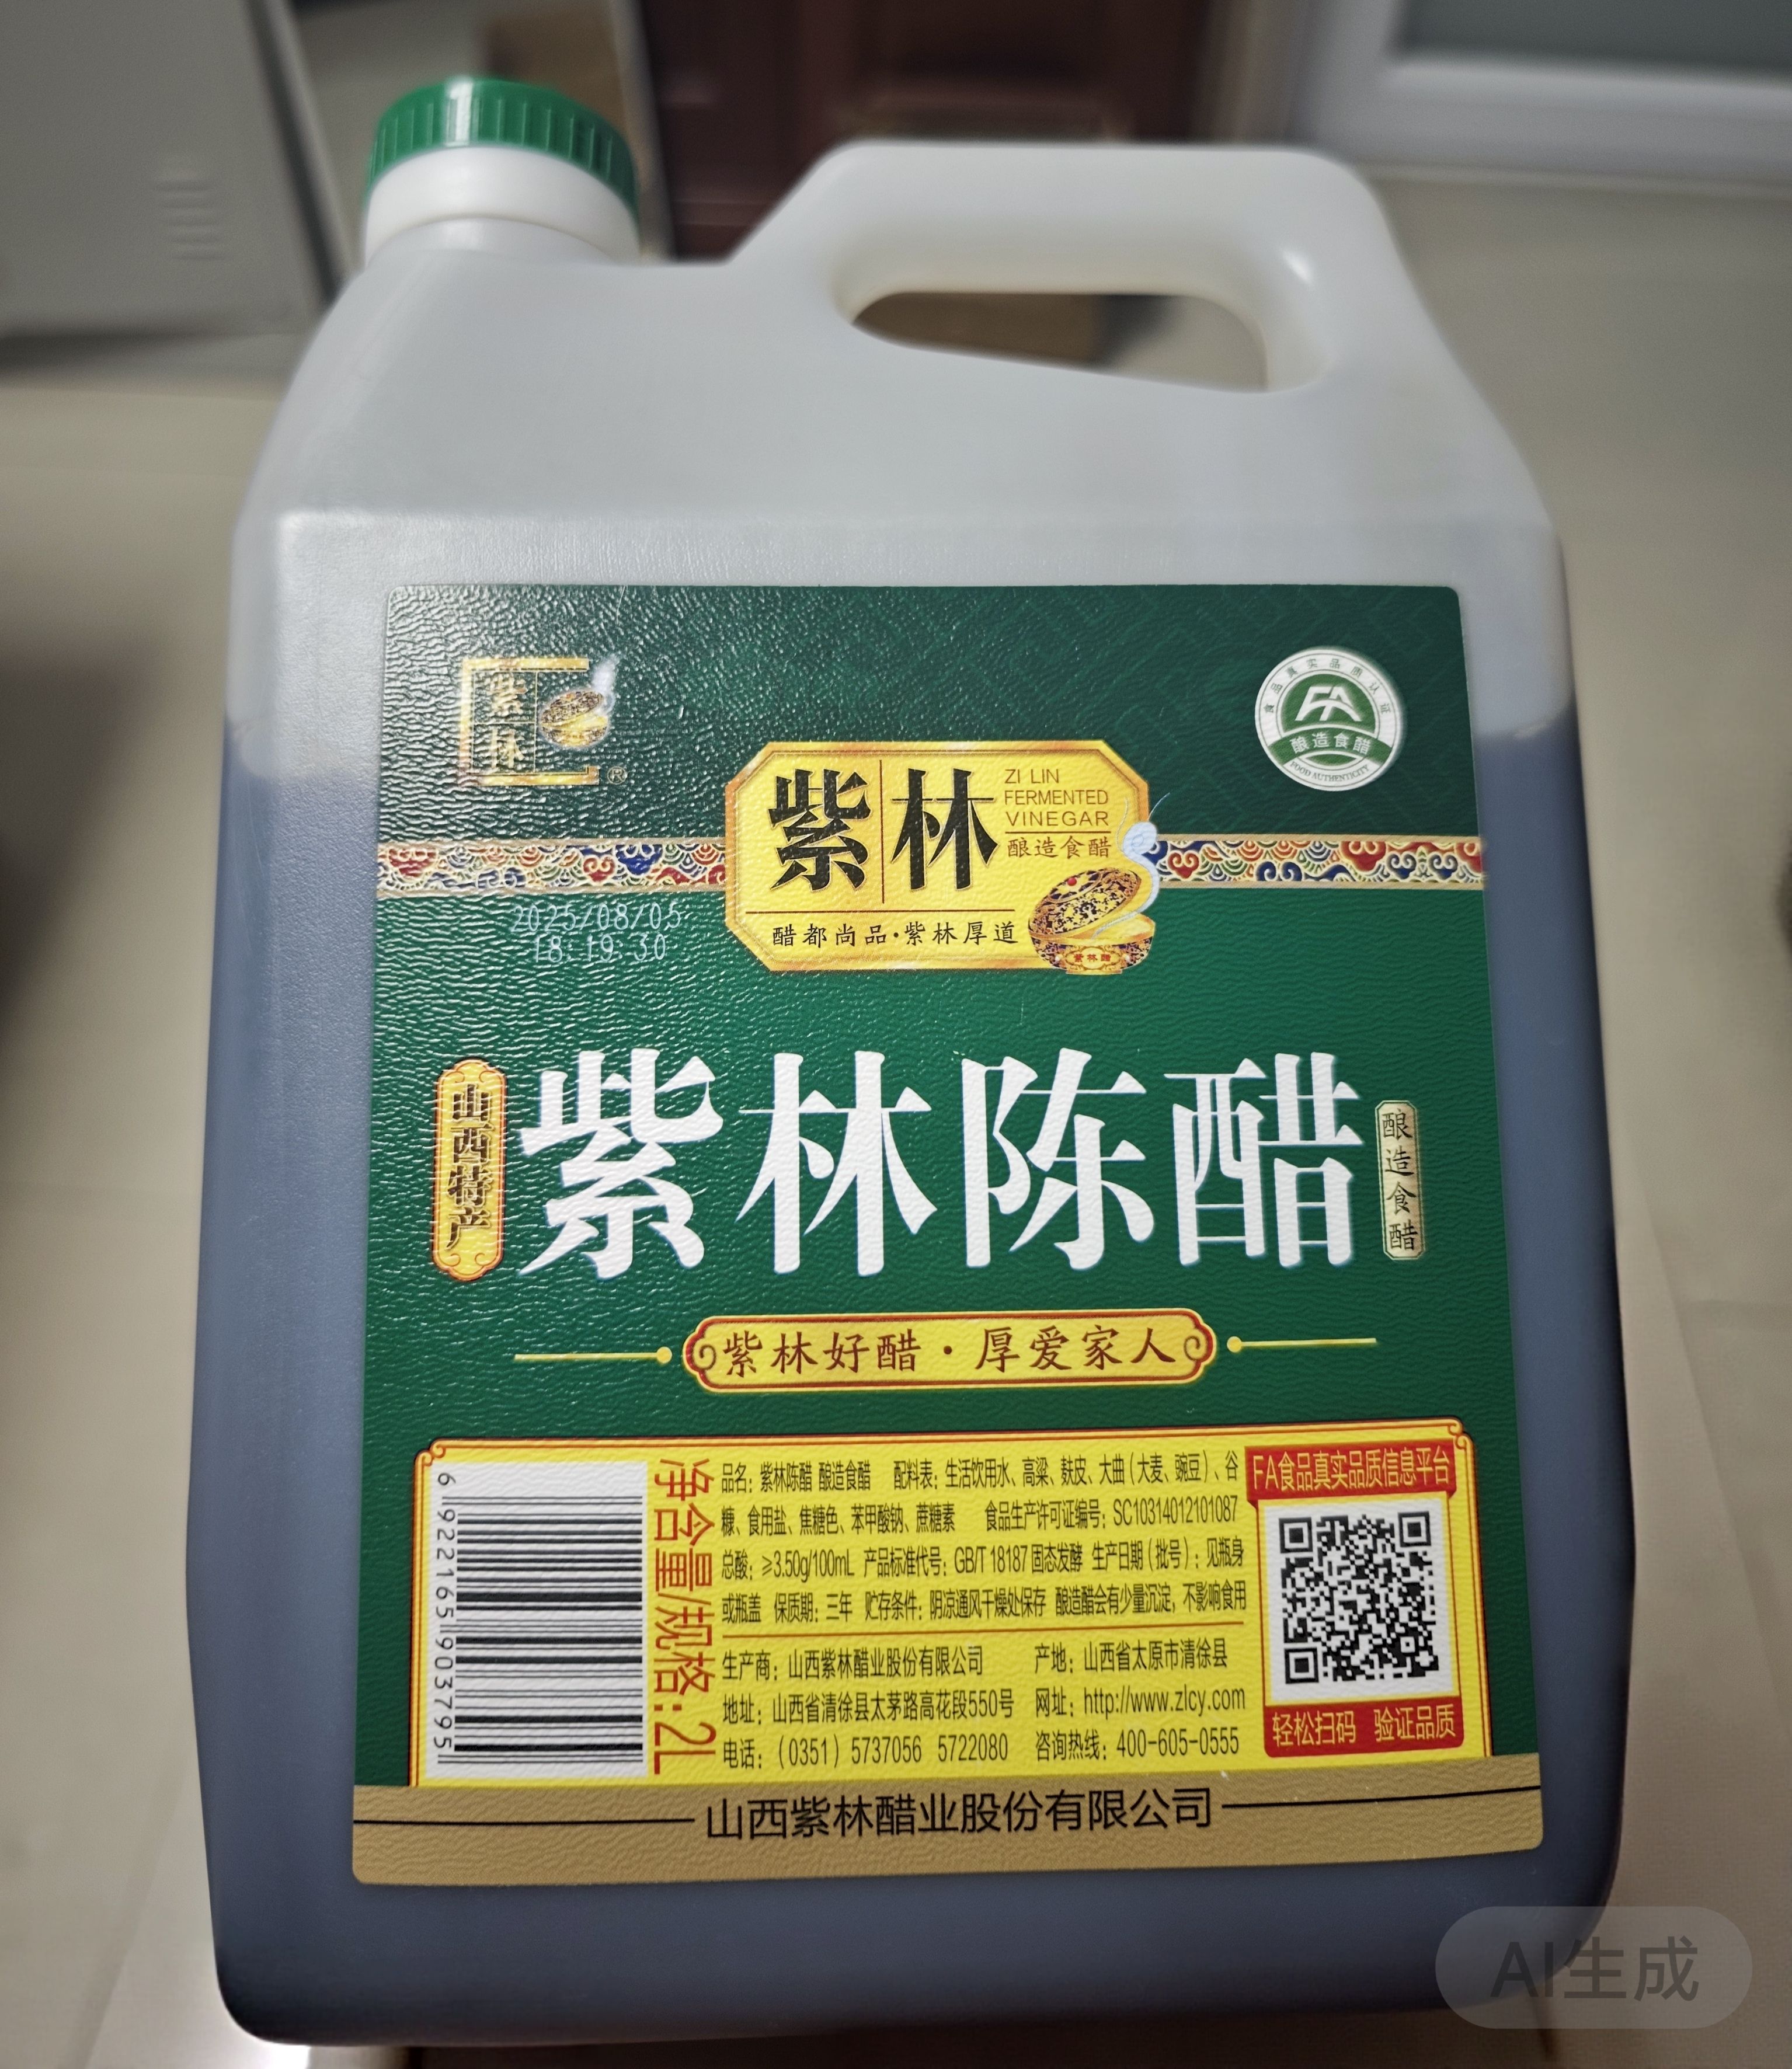 紫林
®
食品真实品质认证
FA
酿造食醋
FOOD AUTHENTICITY
紫林
ZI LIN
FERMENTED
VINEGAR
酿造食醋
醋都尚品·紫林厚道
紫林醋
2025/08/05
18:19:30
山西特产
紫林陈醋
酿造食醋
紫林好醋·厚爱家人
6 922165 903795
净含量/规格:2L
品名：紫林陈醋 酿造食醋 配料表：生活饮用水、高粱、麸皮、大曲（大麦、豌豆）、谷
糠、食用盐、焦糖色、苯甲酸钠、蔗糖素 食品生产许可证编号：SC10314012101087
总酸：≥3.50g/100mL 产品标准代号：GB/T 18187 固态发酵 生产日期（批号）：见瓶身
或瓶盖 保质期：三年 贮存条件：阴凉通风干燥处保存 酿造醋会有少量沉淀，不影响食用
生产商：山西紫林醋业股份有限公司 产地：山西省太原市清徐县
地址：山西省清徐县太茅路高花段550号 网址：http://www.zlcy.com
电话：（0351）5737056 5722080 咨询热线：400-605-0555
FA食品真实品质信息平台
轻松扫码 验证品质
山西紫林醋业股份有限公司
AI生成